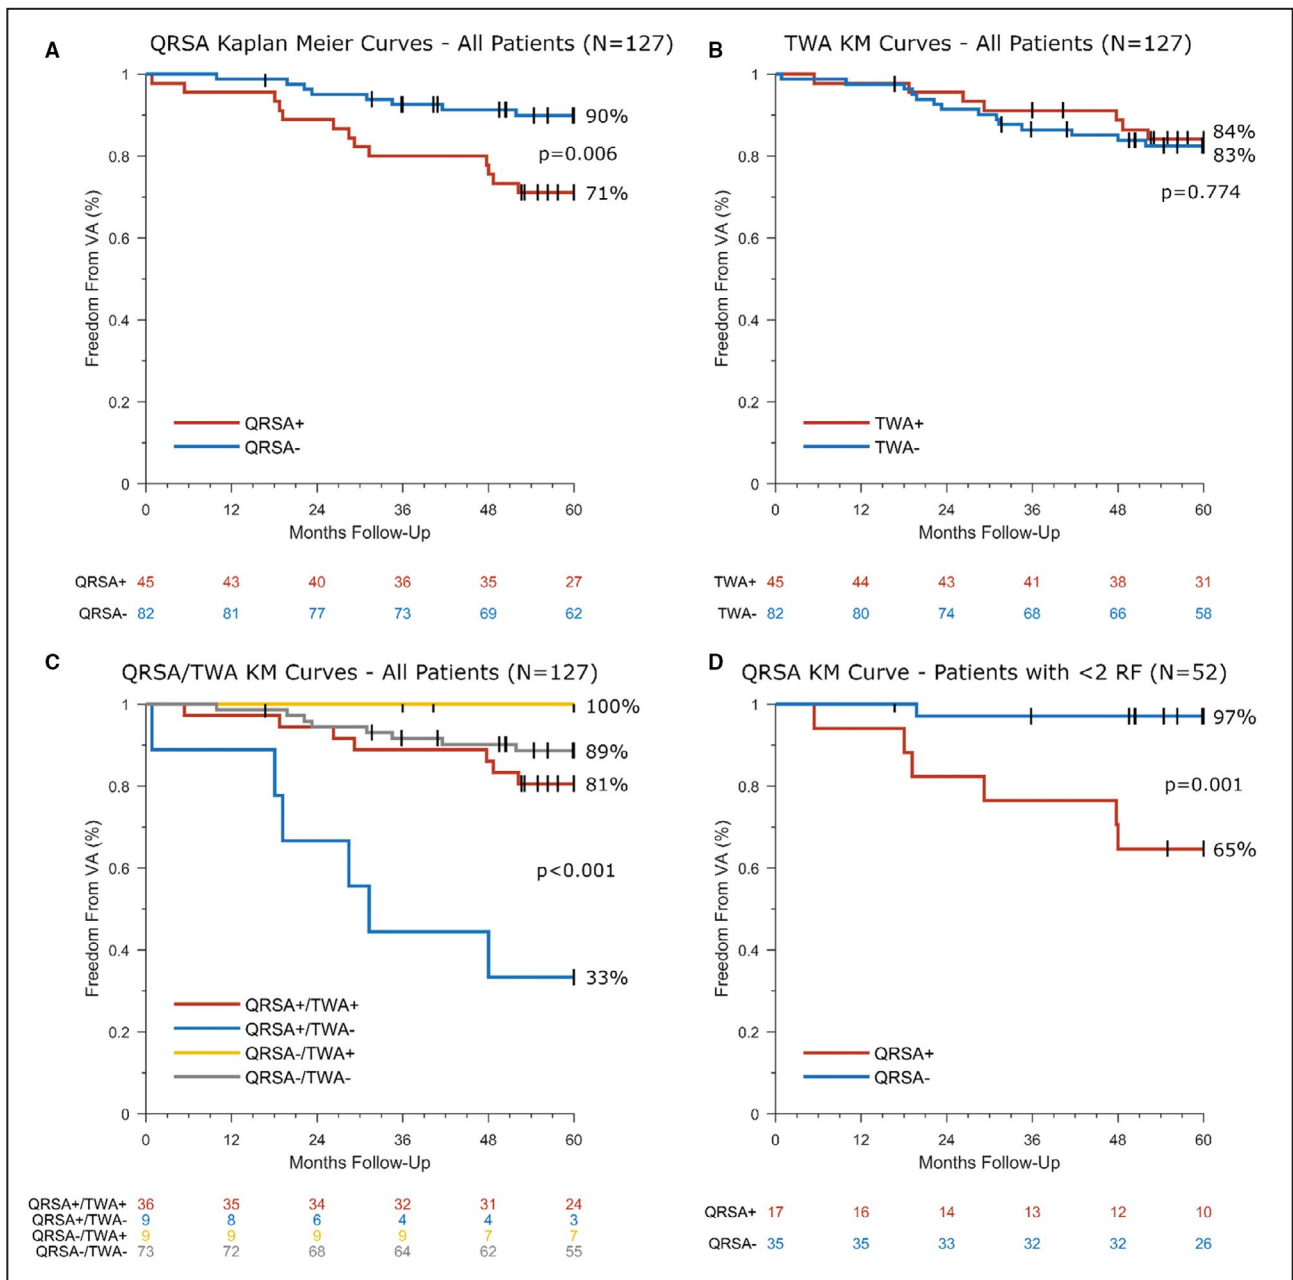 A
QRSA Kaplan Meier Curves - All Patients (N=127)
1
0.8
0.6
0.4
0.2
0
Freedom From VA (%)
90%
p=0.006
71%
QRSA+
QRSA-
0 12 24 36 48 60
Months Follow-Up
QRSA+ 45 43 40 36 35 27
QRSA- 82 81 77 73 69 62
B
TWA KM Curves - All Patients (N=127)
1
0.8
0.6
0.4
0.2
0
Freedom From VA (%)
84%
83%
p=0.774
TWA+
TWA-
0 12 24 36 48 60
Months Follow-Up
TWA+ 45 44 43 41 38 31
TWA- 82 80 74 68 66 58
C
QRSA/TWA KM Curves - All Patients (N=127)
1
0.8
0.6
0.4
0.2
0
Freedom From VA (%)
100%
89%
81%
p<0.001
33%
QRSA+/TWA+
QRSA+/TWA-
QRSA-/TWA+
QRSA-/TWA-
0 12 24 36 48 60
Months Follow-Up
QRSA+/TWA+ 36 35 34 32 31 24
QRSA+/TWA- 9 8 6 4 4 3
QRSA-/TWA+ 9 9 9 9 7 7
QRSA-/TWA- 73 72 68 64 62 55
D
QRSA KM Curve - Patients with <2 RF (N=52)
1
0.8
0.6
0.4
0.2
0
Freedom From VA (%)
97%
p=0.001
65%
QRSA+
QRSA-
0 12 24 36 48 60
Months Follow-Up
QRSA+ 17 16 14 13 12 10
QRSA- 35 35 33 32 32 26